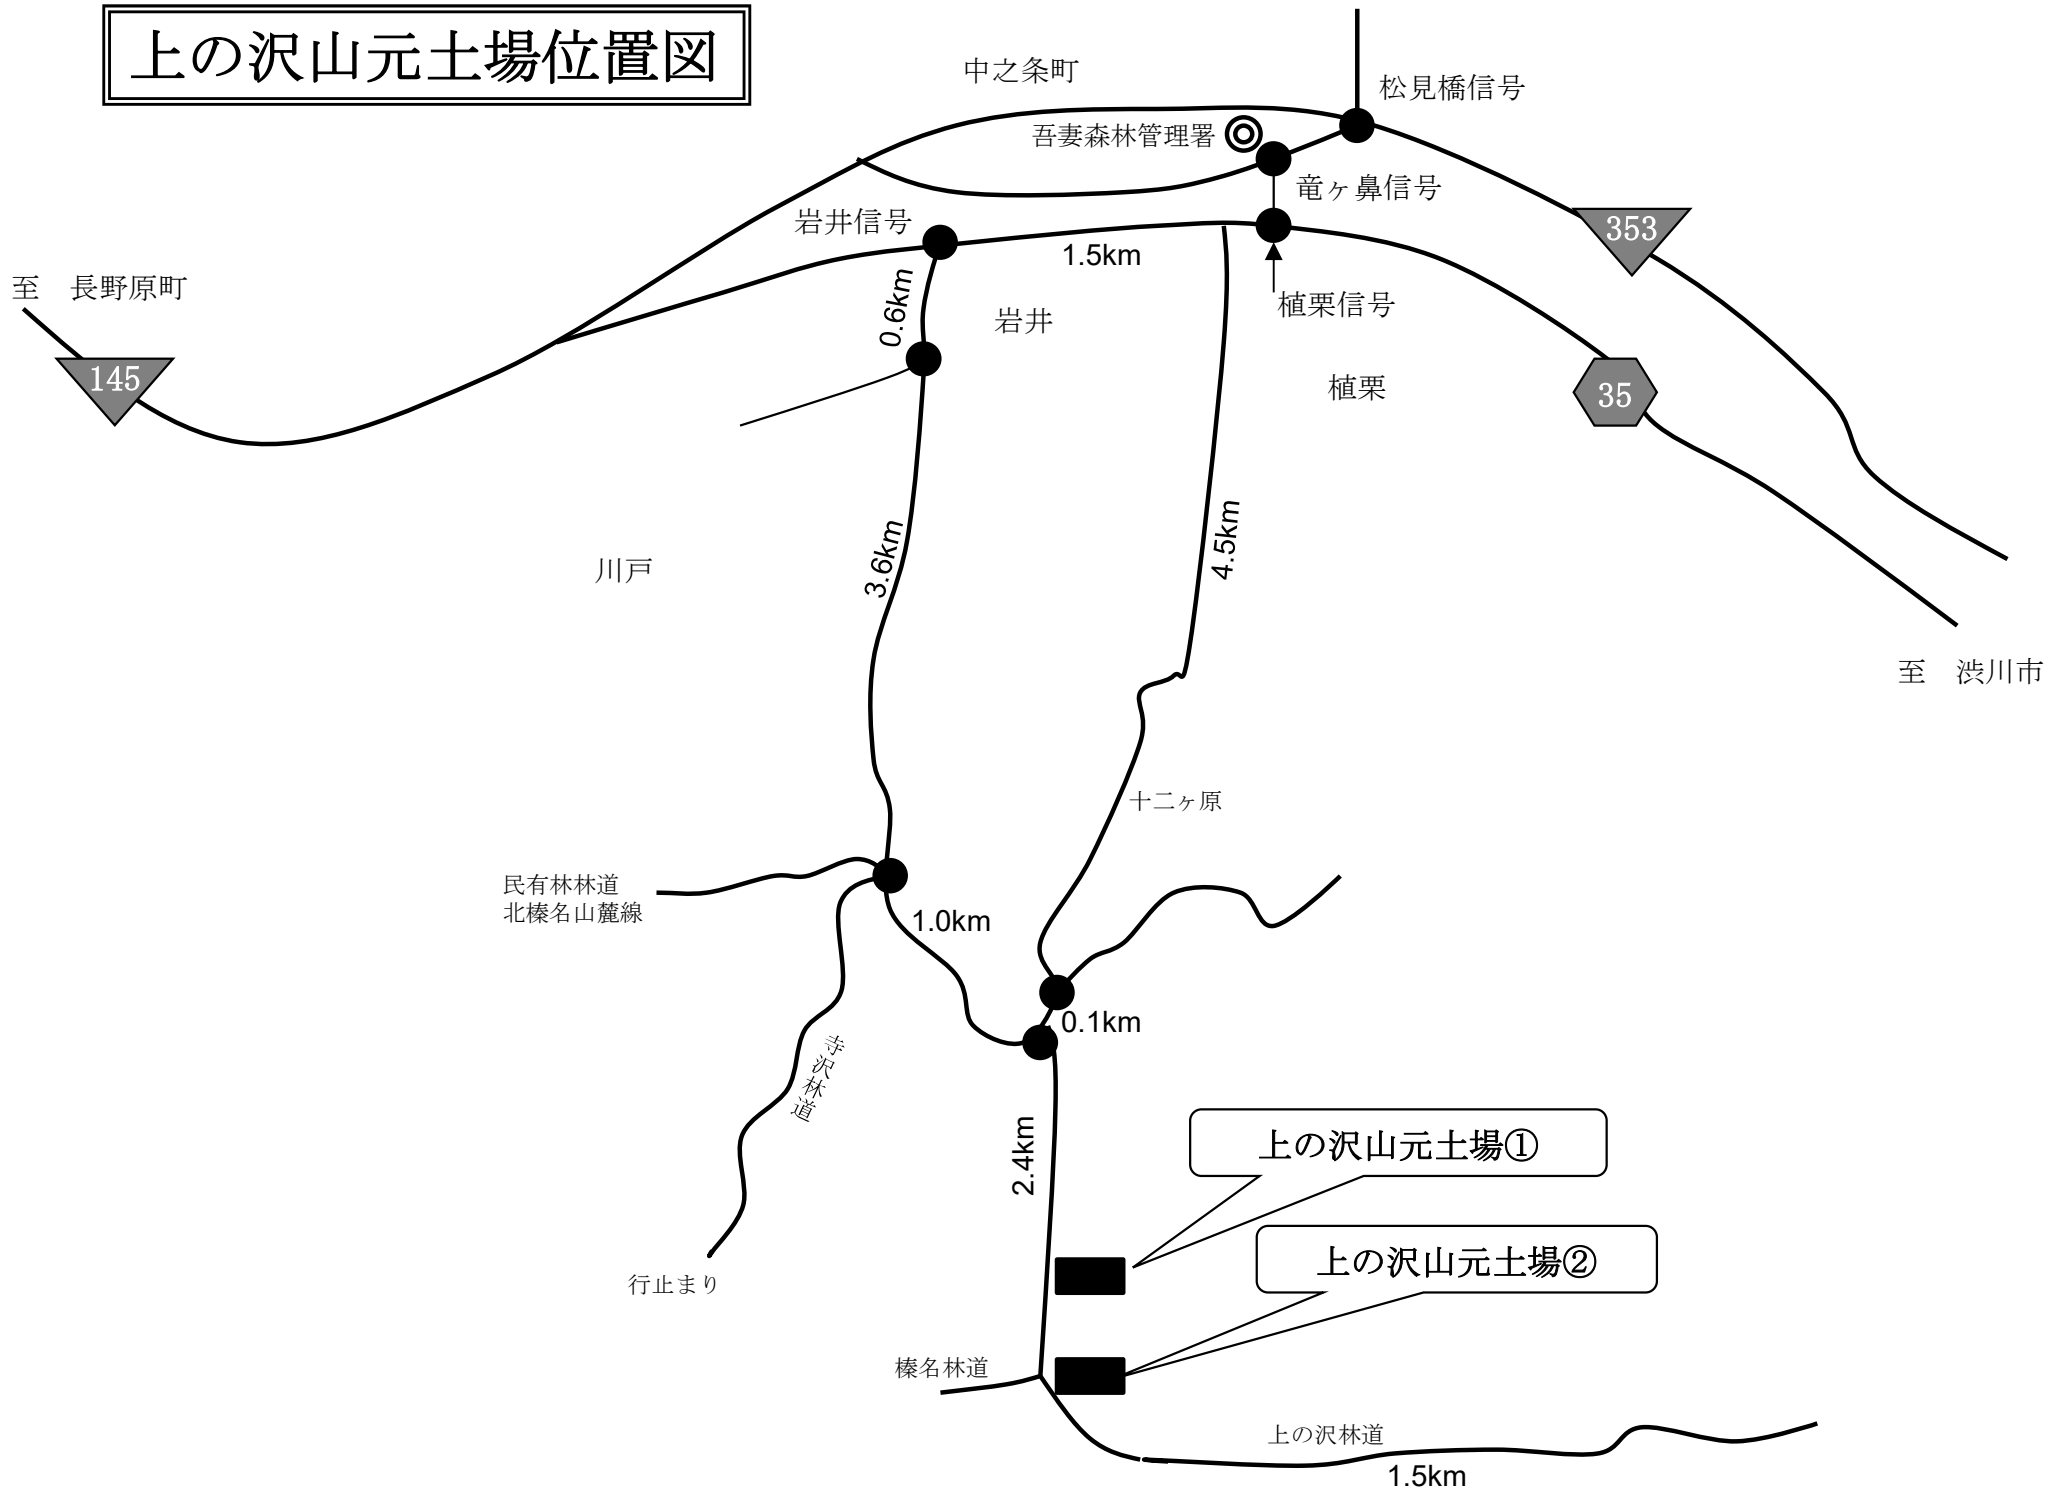 上の沢山元土場位置図
中之条町
松見橋信号
吾妻森林管理署
竜ヶ鼻信号
岩井信号
353
1.5km
至　長野原町
0.6km
植栗信号
岩井
145
植栗
35
4.5km
3.6km
川戸
至　渋川市
十二ヶ原
民有林林道
北榛名山麓線
1.0km
0.1km
寺沢林道
2.4km
上の沢山元土場①
上の沢山元土場②
行止まり
榛名林道
上の沢林道
1.5km